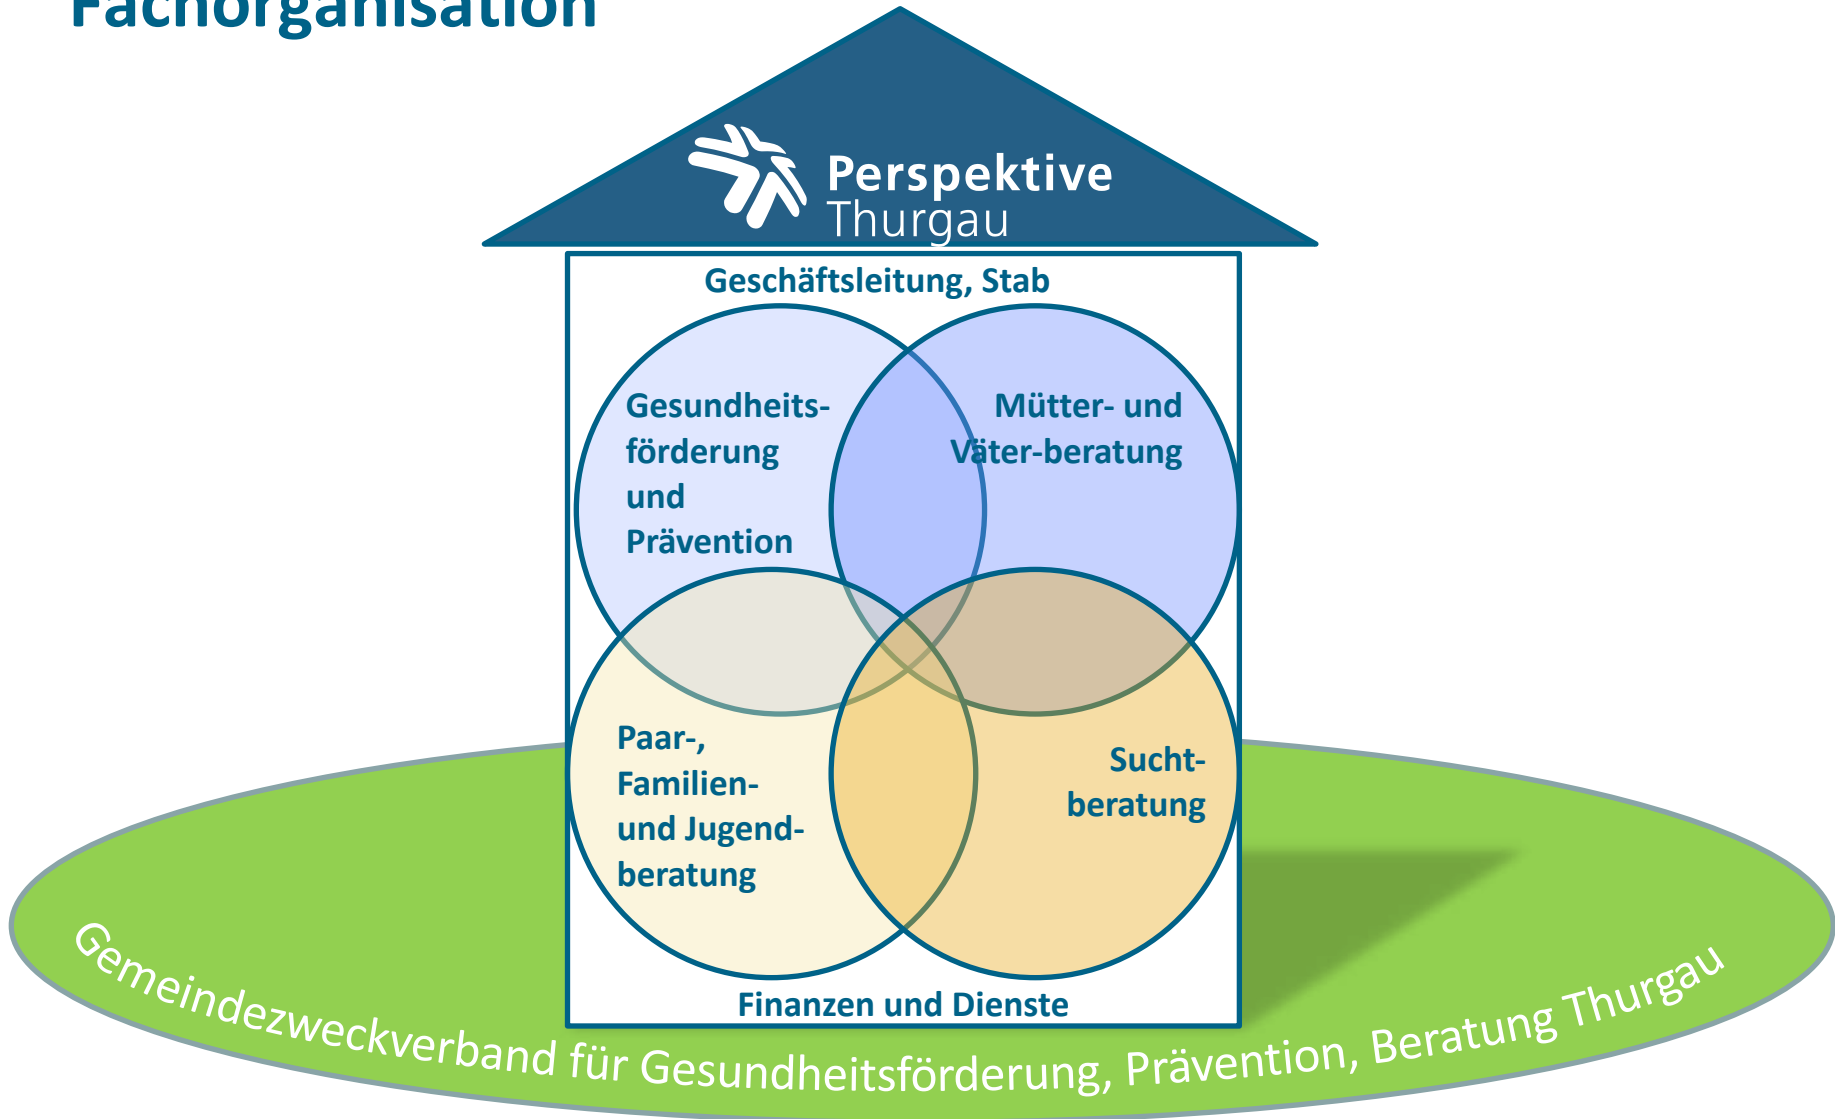 Fachorganisation
Perspektive
Thurgau
Geschäftsleitung, Stab
Gesundheits-
förderung
und
Prävention
Mütter- und
Väter-beratung
Paar-,
Familien-
und Jugend-
beratung
Sucht-
beratung
Finanzen und Dienste
Gemeindezweckverband für Gesundheitsförderung, Prävention, Beratung Thurgau